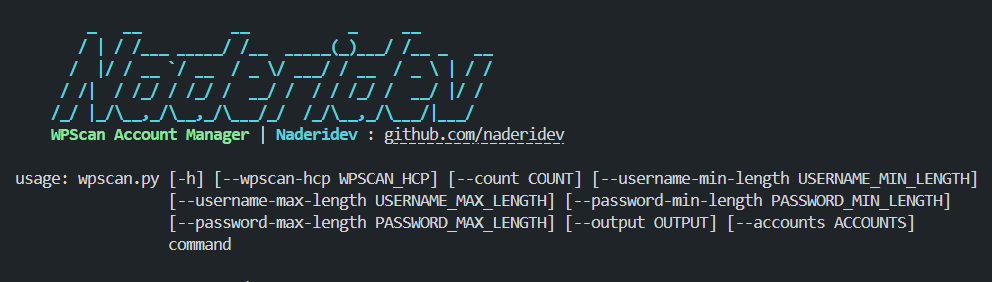 Naderidev
WPScan Account Manager | Naderidev : github.com/naderidev
usage: wpscan.py [-h] [--wpscan-hcp WPSCAN_HCP] [--count COUNT] [--username-min-length USERNAME_MIN_LENGTH]
[--username-max-length USERNAME_MAX_LENGTH] [--password-min-length PASSWORD_MIN_LENGTH]
[--password-max-length PASSWORD_MAX_LENGTH] [--output OUTPUT] [--accounts ACCOUNTS]
command